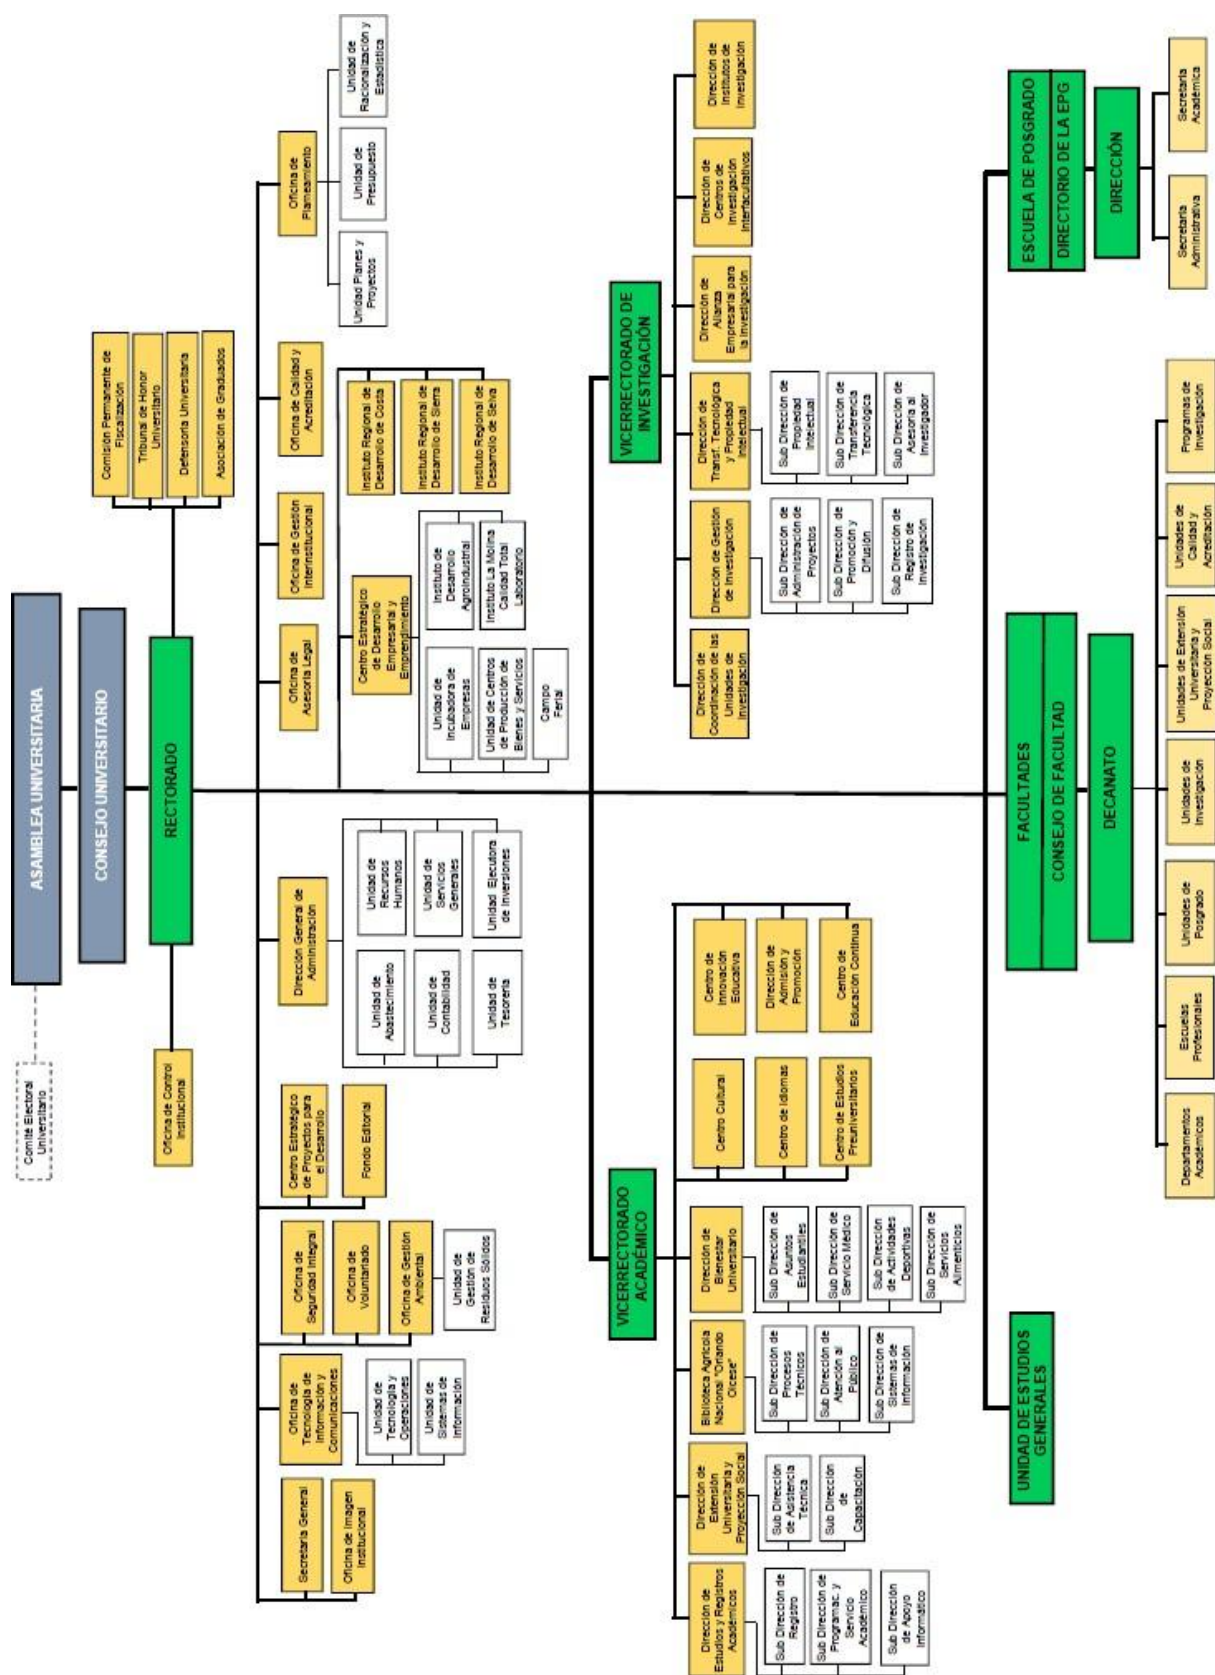 ASAMBLEA UNIVERSITARIA
Comité Electoral
Universitario
CONSEJO UNIVERSITARIO
RECTORADO
Oficina de Control
Institucional
Comisión Permanente de
Fiscalización
Tribunal de Honor
Universitario
Defensoría Universitaria
Asociación de Graduados
Secretaría General
Oficina de Imagen
Institucional
Oficina de
Tecnología de
Información y
Comunicaciones
Unidad de
Tecnología y
Operaciones
Unidad de
Sistemas de
Información
Oficina de
Seguridad Integral
Oficina de
Voluntariado
Oficina de Gestión
Ambiental
Unidad de
Gestión de
Residuos Sólidos
Centro Estratégico
de Proyectos para
el Desarrollo
Fondo Editorial
Dirección General de
Administración
Unidad de
Abastecimiento
Unidad de
Contabilidad
Unidad de
Tesorería
Unidad de
Recursos
Humanos
Unidad de
Servicios
Generales
Unidad Ejecutora
de Inversiones
Oficina de
Asesoría Legal
Oficina de Gestión
Interinstitucional
Oficina de Calidad y
Acreditación
Oficina de
Planeamiento
Unidad Planes y
Proyectos
Unidad de
Presupuesto
Unidad de
Racionalización y
Estadística
Centro Estratégico
de Desarrollo
Empresarial y
Emprendimiento
Unidad de
Incubadora de
Empresas
Unidad de Centros
de Producción de
Bienes y Servicios
Campo
Ferial
Instituto de
Desarrollo
Agroindustrial
Instituto La Molina
Calidad Total
Laboratorio
Instituto Regional de
Desarrollo de Costa
Instituto Regional de
Desarrollo de Sierra
Instituto Regional de
Desarrollo de Selva
VICERRECTORADO
ACADÉMICO
Dirección de
Estudios y Registros
Académicos
Sub Dirección de
Registro
Sub Dirección de
Programac. y
Servicio
Académico
Sub Dirección
de Apoyo
Informático
Dirección de
Extensión
Universitaria y
Proyección Social
Sub Dirección
de Asistencia
Técnica
Sub Dirección
de
Capacitación
Biblioteca Agrícola
Nacional "Orlando
Olcese"
Sub Dirección de
Procesos
Técnicos
Sub Dirección de
Atención al
Público
Sub Dirección de
Sistemas de
Información
Dirección de
Bienestar
Universitario
Sub Dirección de
Asuntos
Estudiantiles
Sub Dirección de
Servicio Médico
Sub Dirección
de Actividades
Deportivas
Sub Dirección de
Servicios
Alimenticios
Centro Cultural
Centro de Idiomas
Centro de Estudios
Preuniversitarios
Centro de
Innovación
Educativa
Dirección de
Admisión y
Promoción
Centro de
Educación Continua
VICERRECTORADO DE
INVESTIGACIÓN
Dirección de
Coordinación de las
Unidades de
Investigación
Dirección de Gestión
de Investigación
Sub Dirección de
Administración de
Proyectos
Sub Dirección de
Promoción y
Difusión
Sub Dirección de
Registro de
Investigación
Dirección de
Transf. Tecnológica
y Propiedad
Intelectual
Sub Dirección de
Propiedad
Intelectual
Sub Dirección de
Transferencia
Tecnológica
Sub Dirección de
Asesoría al
Investigador
Dirección de
Alianza
Empresarial para
la Investigación
Dirección de
Centros de
Investigación
Interfacultativos
Dirección de
Institutos de
Investigación
UNIDAD DE ESTUDIOS
GENERALES
FACULTADES
CONSEJO DE FACULTAD
DECANATO
Departamentos
Académicos
Escuelas
Profesionales
Unidades de
Posgrado
Unidades de
Investigación
Unidades de Extensión
Universitaria y
Proyección Social
Unidades de
Calidad y
Acreditación
Programas de
Investigación
ESCUELA DE POSGRADO
DIRECTORIO DE LA EPG
DIRECCIÓN
Secretaria
Administrativa
Secretaria
Académica